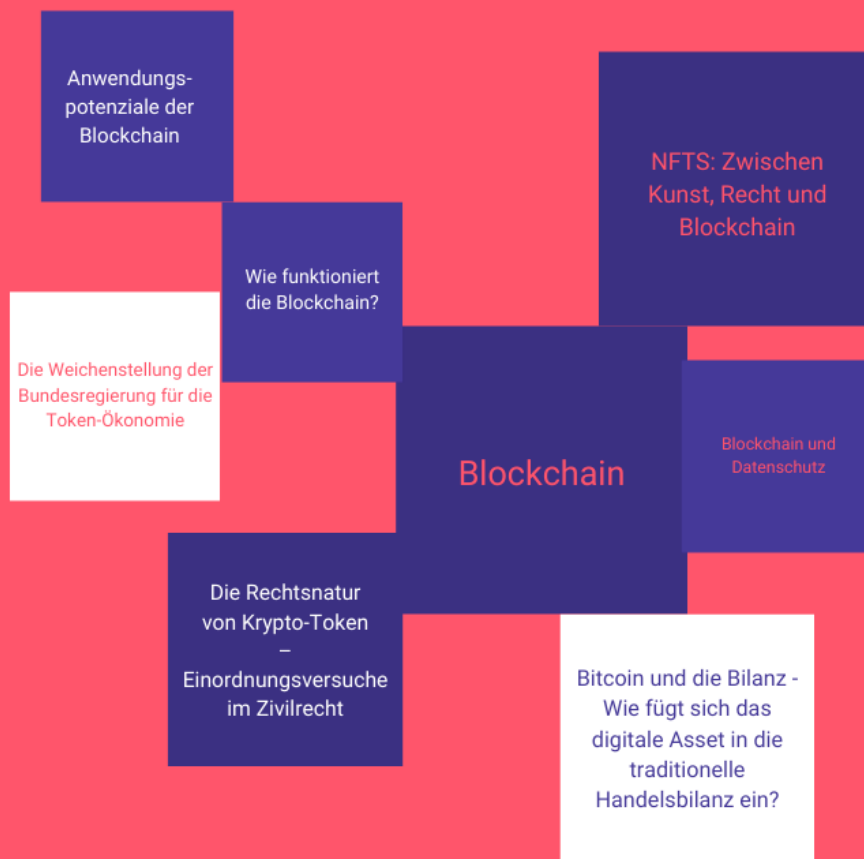 Anwendungs-
potenziale der
Blockchain
NFTS: Zwischen
Kunst, Recht und
Blockchain
Wie funktioniert
die Blockchain?
Die Weichenstellung der
Bundesregierung für die
Token-Ökonomie
Blockchain
Blockchain und
Datenschutz
Die Rechtsnatur
von Krypto-Token
–
Einordnungsversuche
im Zivilrecht
Bitcoin und die Bilanz -
Wie fügt sich das
digitale Asset in die
traditionelle
Handelsbilanz ein?